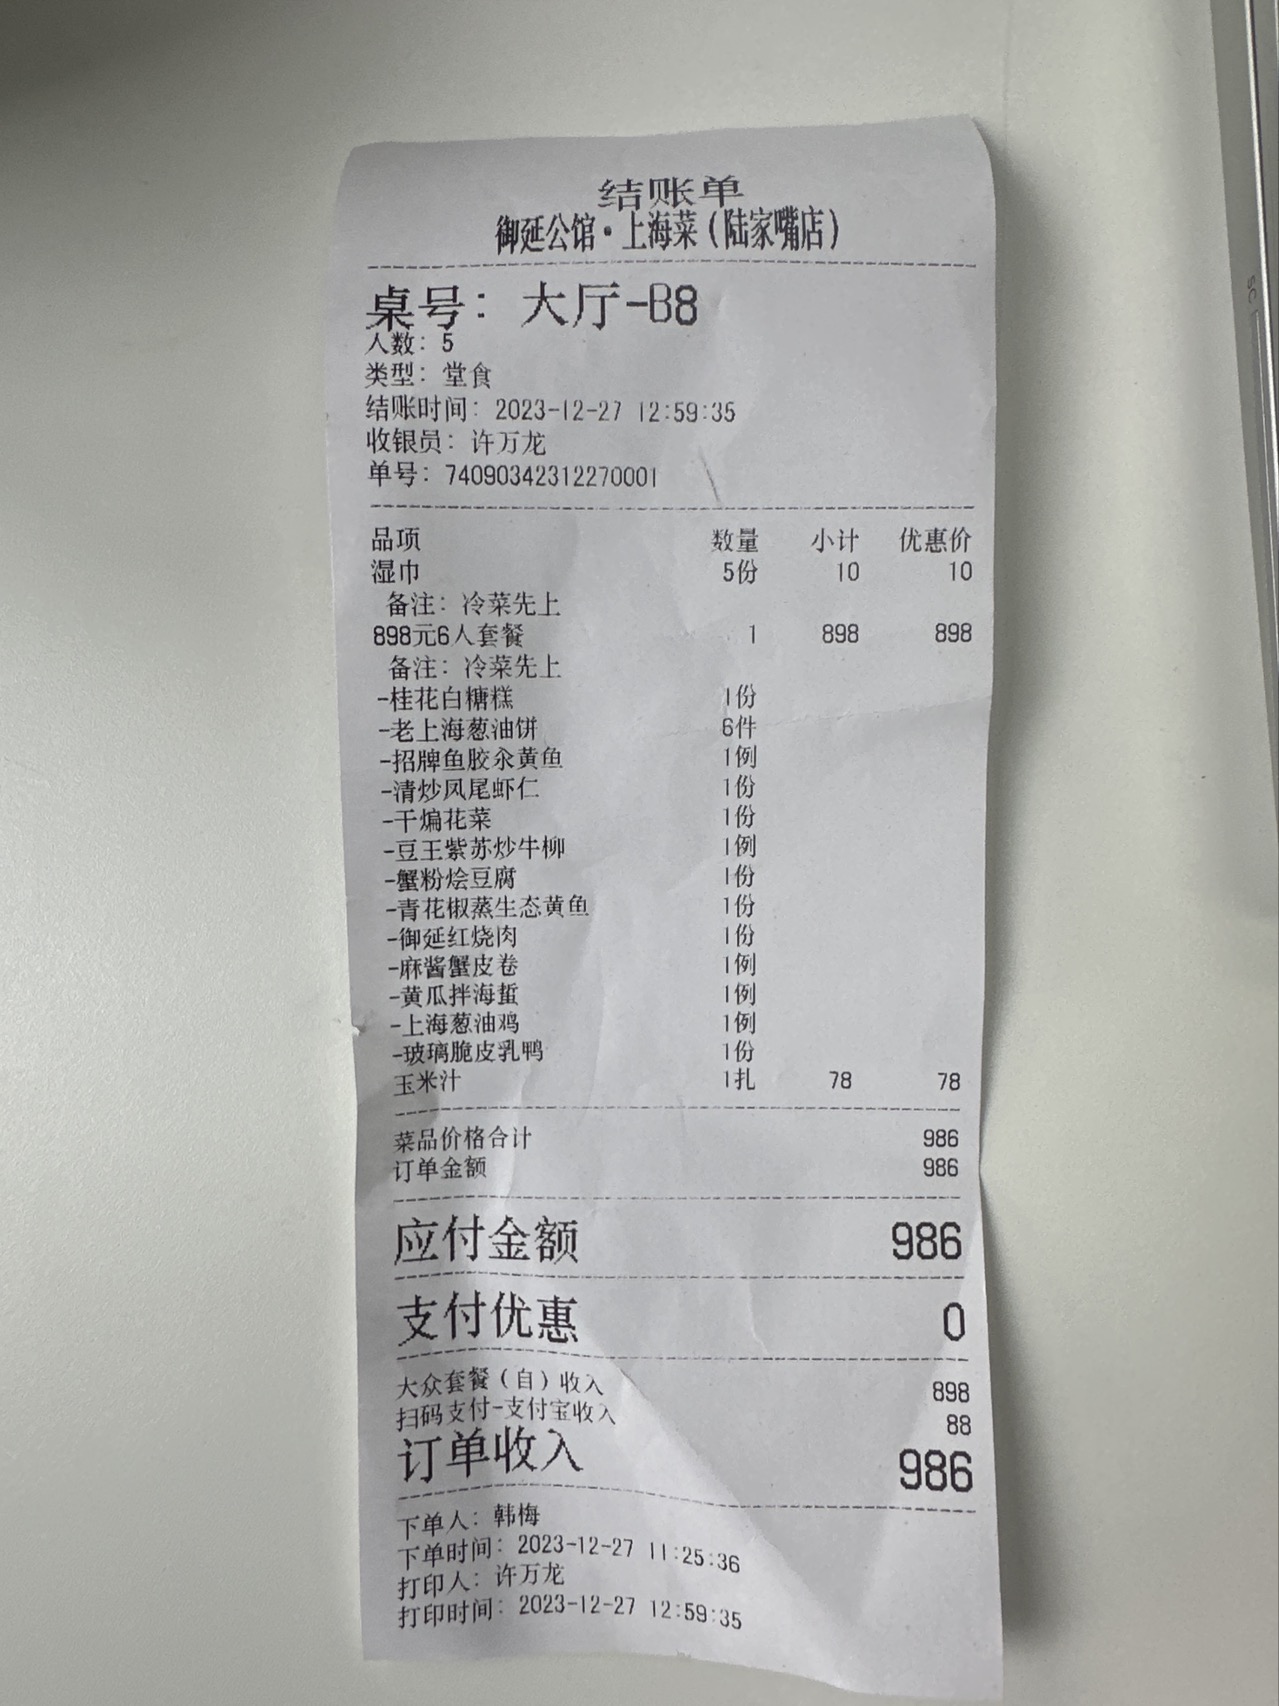 结账单
御延公馆·上海菜(陆家嘴店)
桌号: 大厅-B8
人数: 5
类型: 堂食
结账时间: 2023-12-27 12:59:35
收银员: 许万龙
单号: 74090342312270001
品项 数量 小计 优惠价
湿巾 5份 10 10
备注: 冷菜先上
898元6人套餐 1 898 898
备注: 冷菜先上
-桂花白糖糕 1份
-老上海葱油饼 6件
-招牌鱼胶汆黄鱼 1例
-清炒凤尾虾仁 1份
-干煸花菜 1份
-豆王紫苏炒牛柳 1例
-蟹粉烩豆腐 1份
-青花椒蒸生态黄鱼 1份
-御延红烧肉 1份
-麻酱蟹皮卷 1例
-黄瓜拌海蜇 1例
-上海葱油鸡 1例
-玻璃脆皮乳鸭 1份
玉米汁 1扎 78 78
菜品价格合计 986
订单金额 986
应付金额 986
支付优惠 0
大众套餐(自)收入 898
扫码支付-支付宝收入 88
订单收入 986
下单人: 韩梅
下单时间: 2023-12-27 11:25:36
打印人: 许万龙
打印时间: 2023-12-27 12:59:35